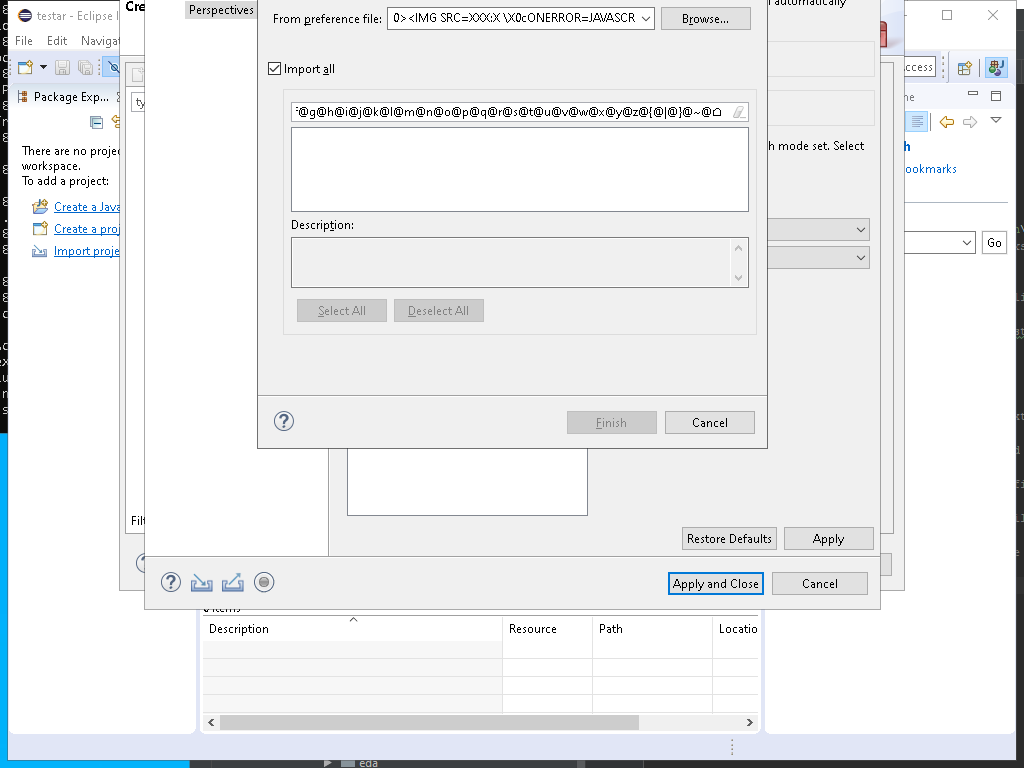 testar - Eclipse I
File Edit Navigat
Package Exp...
There are no projec
workspace.
To add a project:
Create a Java
Create a proj
Import proje
Cre
ty
Filt
Perspectives
From preference file:
0><IMG SRC=XXX:X \X0cONERROR=JAVASCR
Browse...
Import all
@g@h@i@j@k@l@m@n@o@p@q@r@s@t@u@v@w@x@y@z@{@|@}@~@⌂
Description:
Select All
Deselect All
Finish
Cancel
automatically
h mode set. Select
Restore Defaults
Apply
Apply and Close
Cancel
ccess
ne
h
ookmarks
Go
0 items
Description
Resource
Path
Locatio
eda